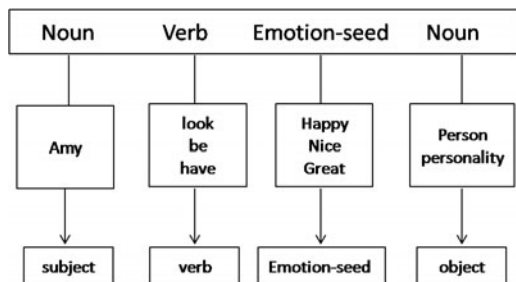 Noun Verb Emotion-seed Noun
Amy
look
be
have
Happy
Nice
Great
Person
personality
subject verb Emotion-seed object